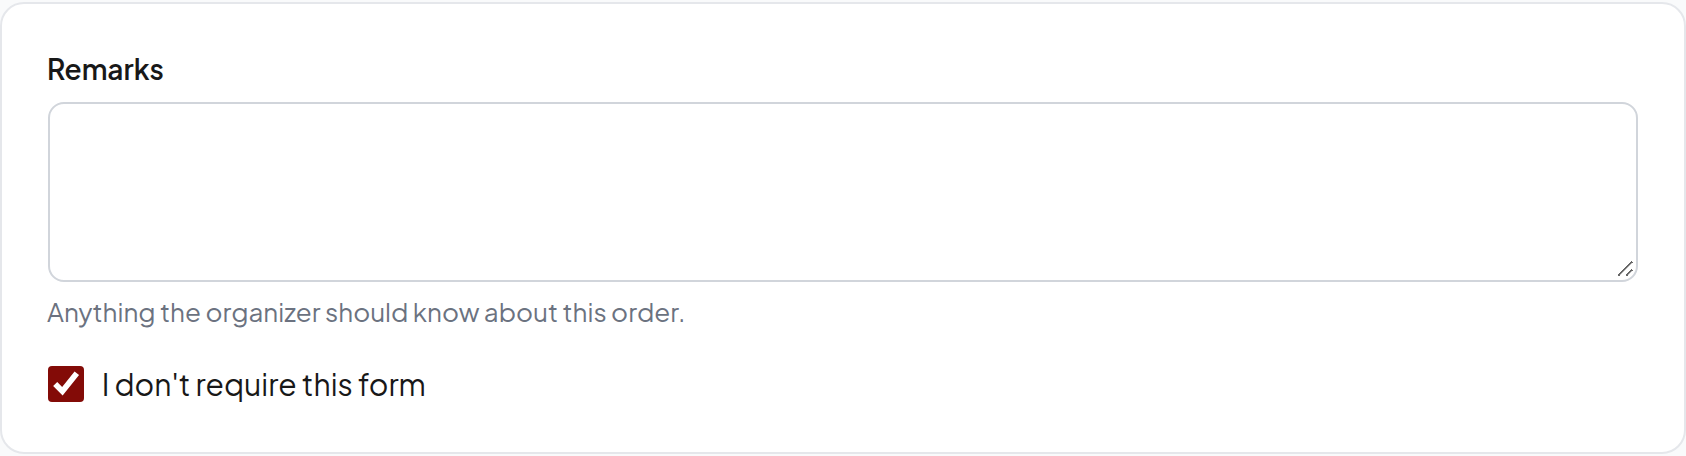 Remarks
Anything the organizer should know about this order.
I don't require this form